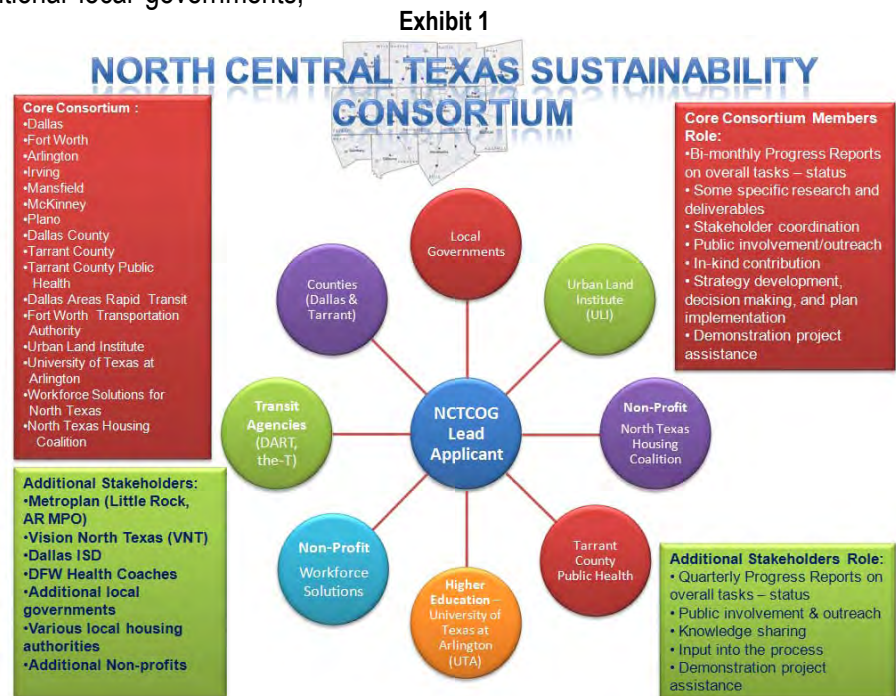 itional local governments,
Exhibit 1
NORTH CENTRAL TEXAS SUSTAINABILITY
CONSORTIUM
Core Consortium :
•Dallas
•Fort Worth
•Arlington
•Irving
•Mansfield
•McKinney
•Plano
•Dallas County
•Tarrant County
•Tarrant County Public
Health
•Dallas Areas Rapid Transit
•Fort Worth Transportation
Authority
•Urban Land Institute
•University of Texas at
Arlington
•Workforce Solutions for
North Texas
•North Texas Housing
Coalition
Additional Stakeholders:
•Metroplan (Little Rock,
AR MPO)
•Vision North Texas (VNT)
•Dallas ISD
•DFW Health Coaches
•Additional local
governments
•Various local housing
authorities
•Additional Non-profits
Local
Governments
Counties
(Dallas &
Tarrant)
Urban Land
Institute
(ULI)
Transit
Agencies
(DART,
the-T)
NCTCOG
Lead
Applicant
Non-Profit
North Texas
Housing
Coalition
Non-Profit
Workforce
Solutions
Higher
Education –
University of
Texas at
Arlington
(UTA)
Tarrant
County
Public Health
Core Consortium Members
Role:
•Bi-monthly Progress Reports
on overall tasks – status
• Some specific research and
deliverables
• Stakeholder coordination
• Public involvement/outreach
• In-kind contribution
• Strategy development,
decision making, and plan
implementation
• Demonstration project
assistance
Additional Stakeholders Role:
• Quarterly Progress Reports on
overall tasks – status
• Public involvement & outreach
• Knowledge sharing
• Input into the process
• Demonstration project
assistance